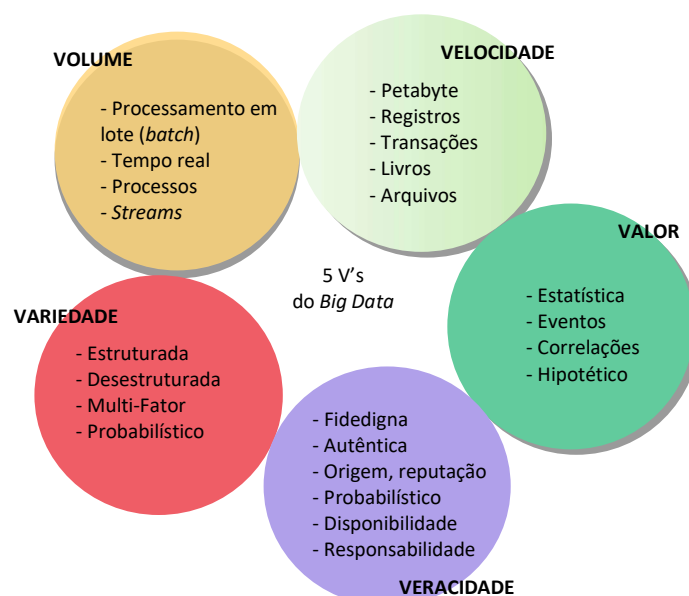 VOLUME
- Processamento em
lote (batch)
- Tempo real
- Processos
- Streams
VELOCIDADE
- Petabyte
- Registros
- Transações
- Livros
- Arquivos
VALOR
- Estatística
- Eventos
- Correlações
- Hipotético
5 V’s
do Big Data
VARIEDADE
- Estruturada
- Desestruturada
- Multi-Fator
- Probabilístico
- Fidedigna
- Autêntica
- Origem, reputação
- Probabilístico
- Disponibilidade
- Responsabilidade
VERACIDADE